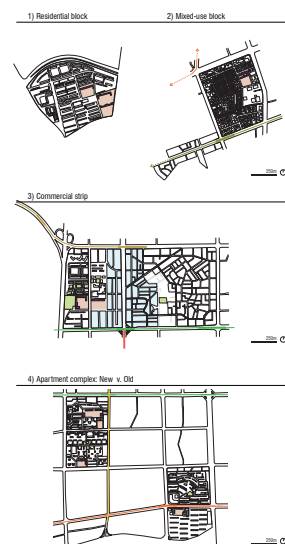 1) Residential block
2) Mixed-use block
250m
3) Commercial strip
250m
4) Apartment complex: New v. Old
250m